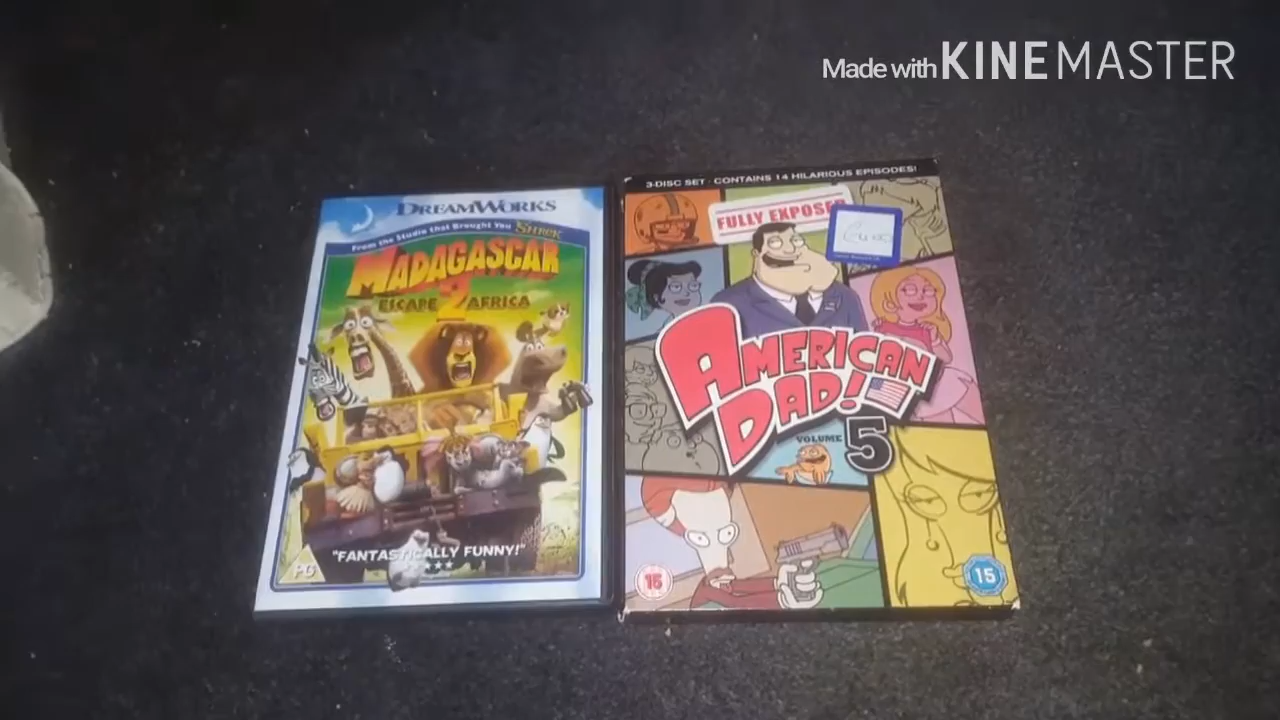 Made with KINEMASTER
DREAMWORKS
From the Studio that Brought You SHREK
MADAGASCAR
ESCAPE 2 AFRICA
"FANTASTICALLY FUNNY!"
PG
3-DISC SET - CONTAINS 14 HILARIOUS EPISODES!
FULLY EXPOSED
AMERICAN
DAD!
VOLUME 5
15
15